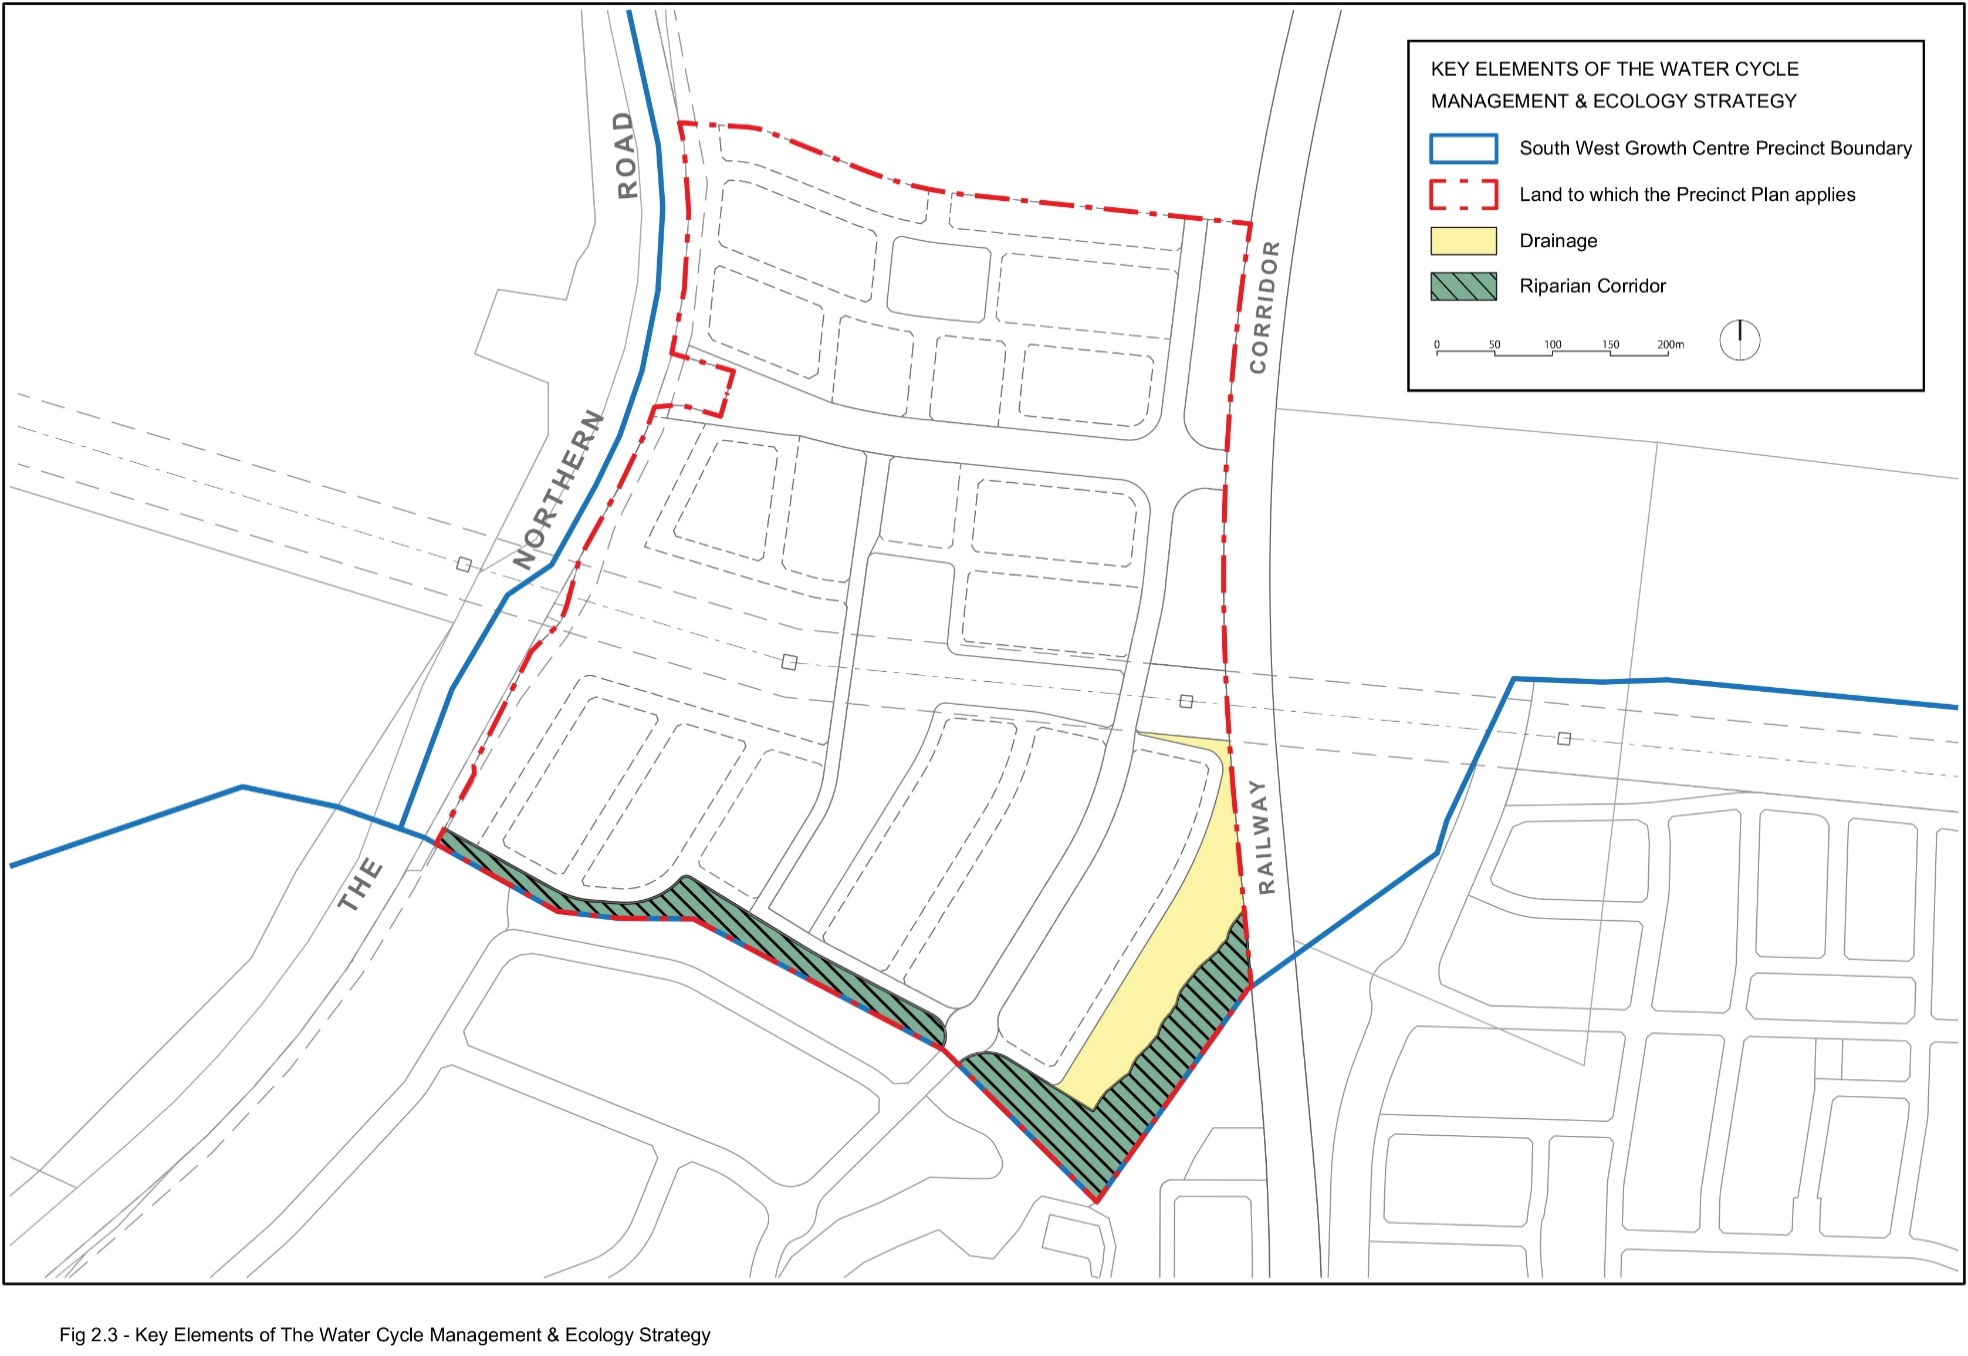 KEY ELEMENTS OF THE WATER CYCLE
MANAGEMENT & ECOLOGY STRATEGY
South West Growth Centre Precinct Boundary
Land to which the Precinct Plan applies
Drainage
Riparian Corridor
0 50 100 150 200m
THE NORTHERN ROAD
RAILWAY CORRIDOR
Fig 2.3 - Key Elements of The Water Cycle Management & Ecology Strategy